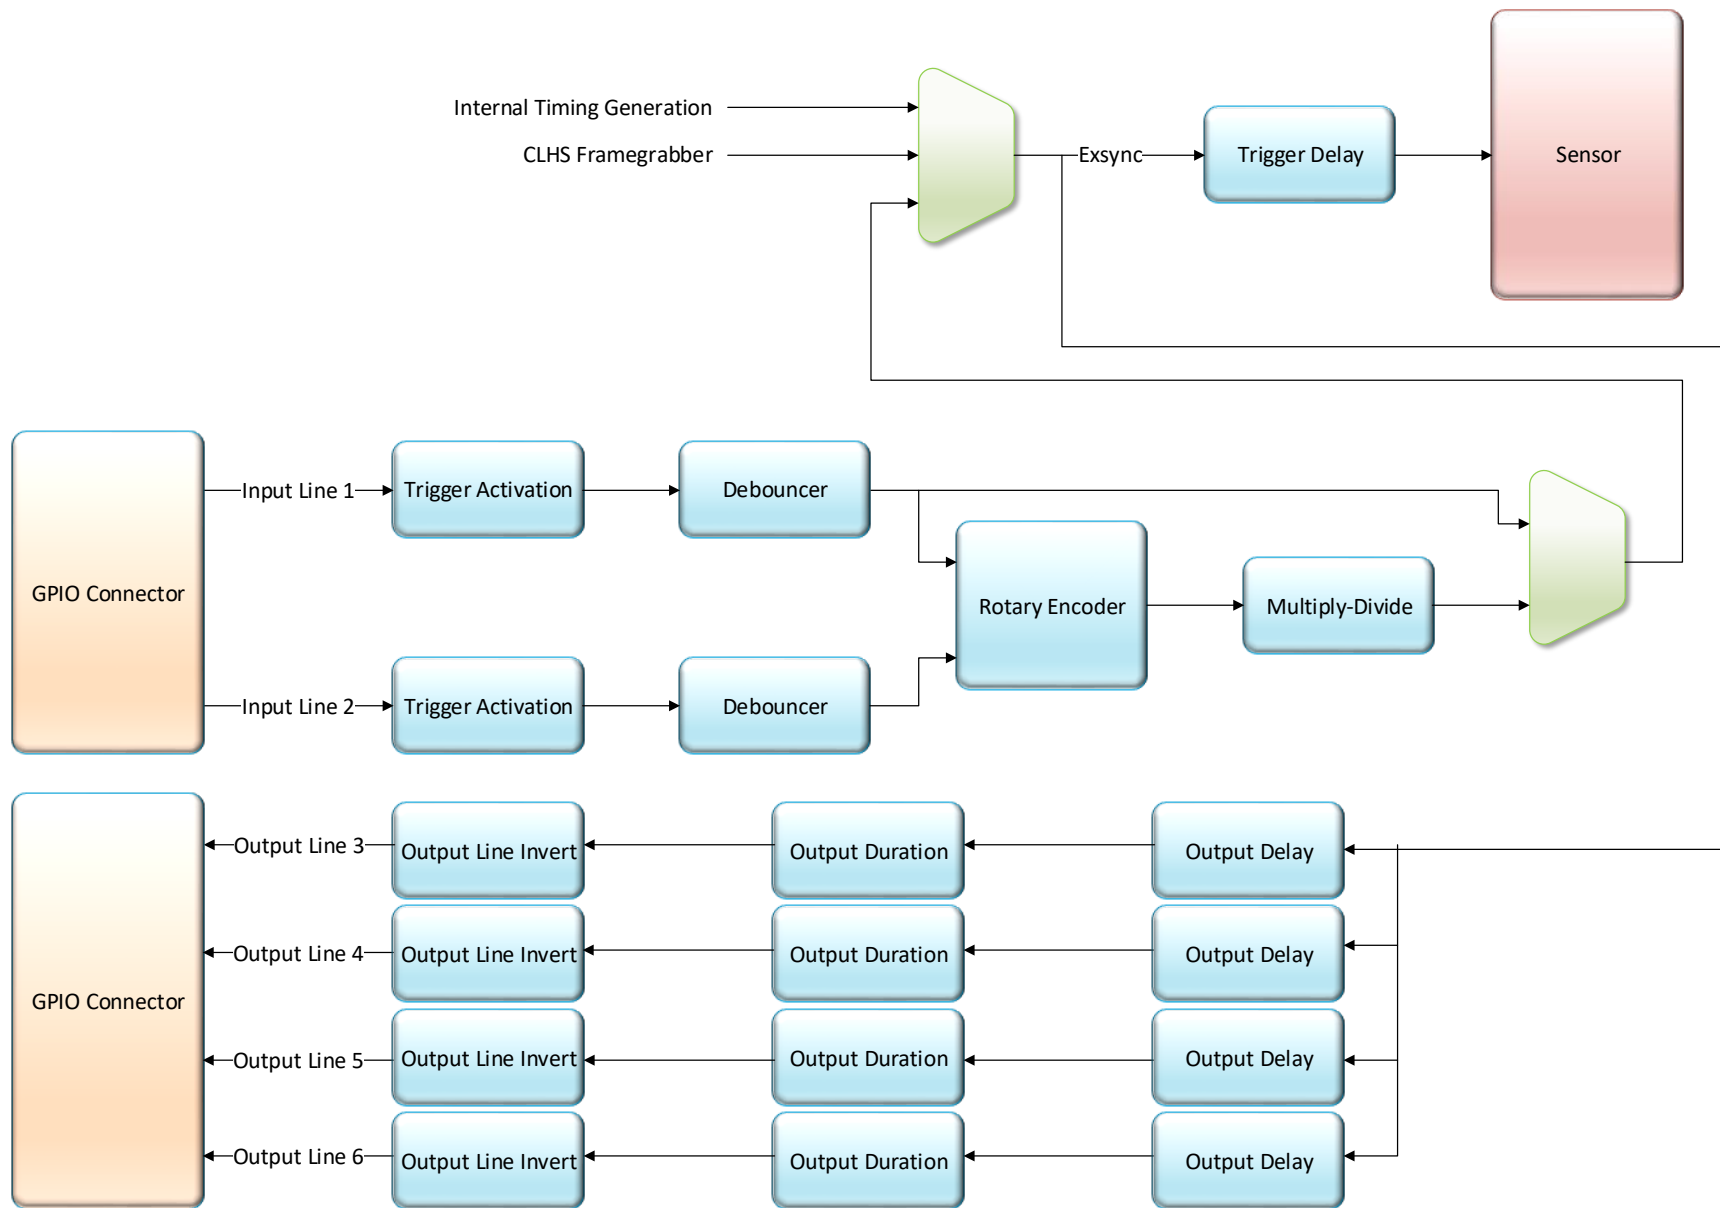 Internal Timing Generation
CLHS Framegrabber
Exsync
Trigger Delay
Sensor
GPIO Connector
Input Line 1
Trigger Activation
Debouncer
Rotary Encoder
Multiply-Divide
Input Line 2
Trigger Activation
Debouncer
GPIO Connector
Output Line 3
Output Line Invert
Output Duration
Output Delay
Output Line 4
Output Line Invert
Output Duration
Output Delay
Output Line 5
Output Line Invert
Output Duration
Output Delay
Output Line 6
Output Line Invert
Output Duration
Output Delay